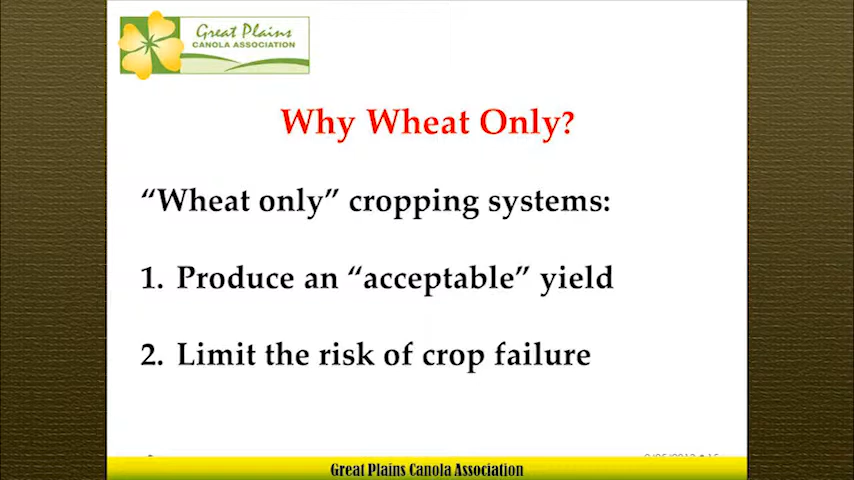 Great Plains
CANOLA ASSOCIATION
Why Wheat Only?
“Wheat only” cropping systems:
1. Produce an “acceptable” yield
2. Limit the risk of crop failure
Great Plains Canola Association